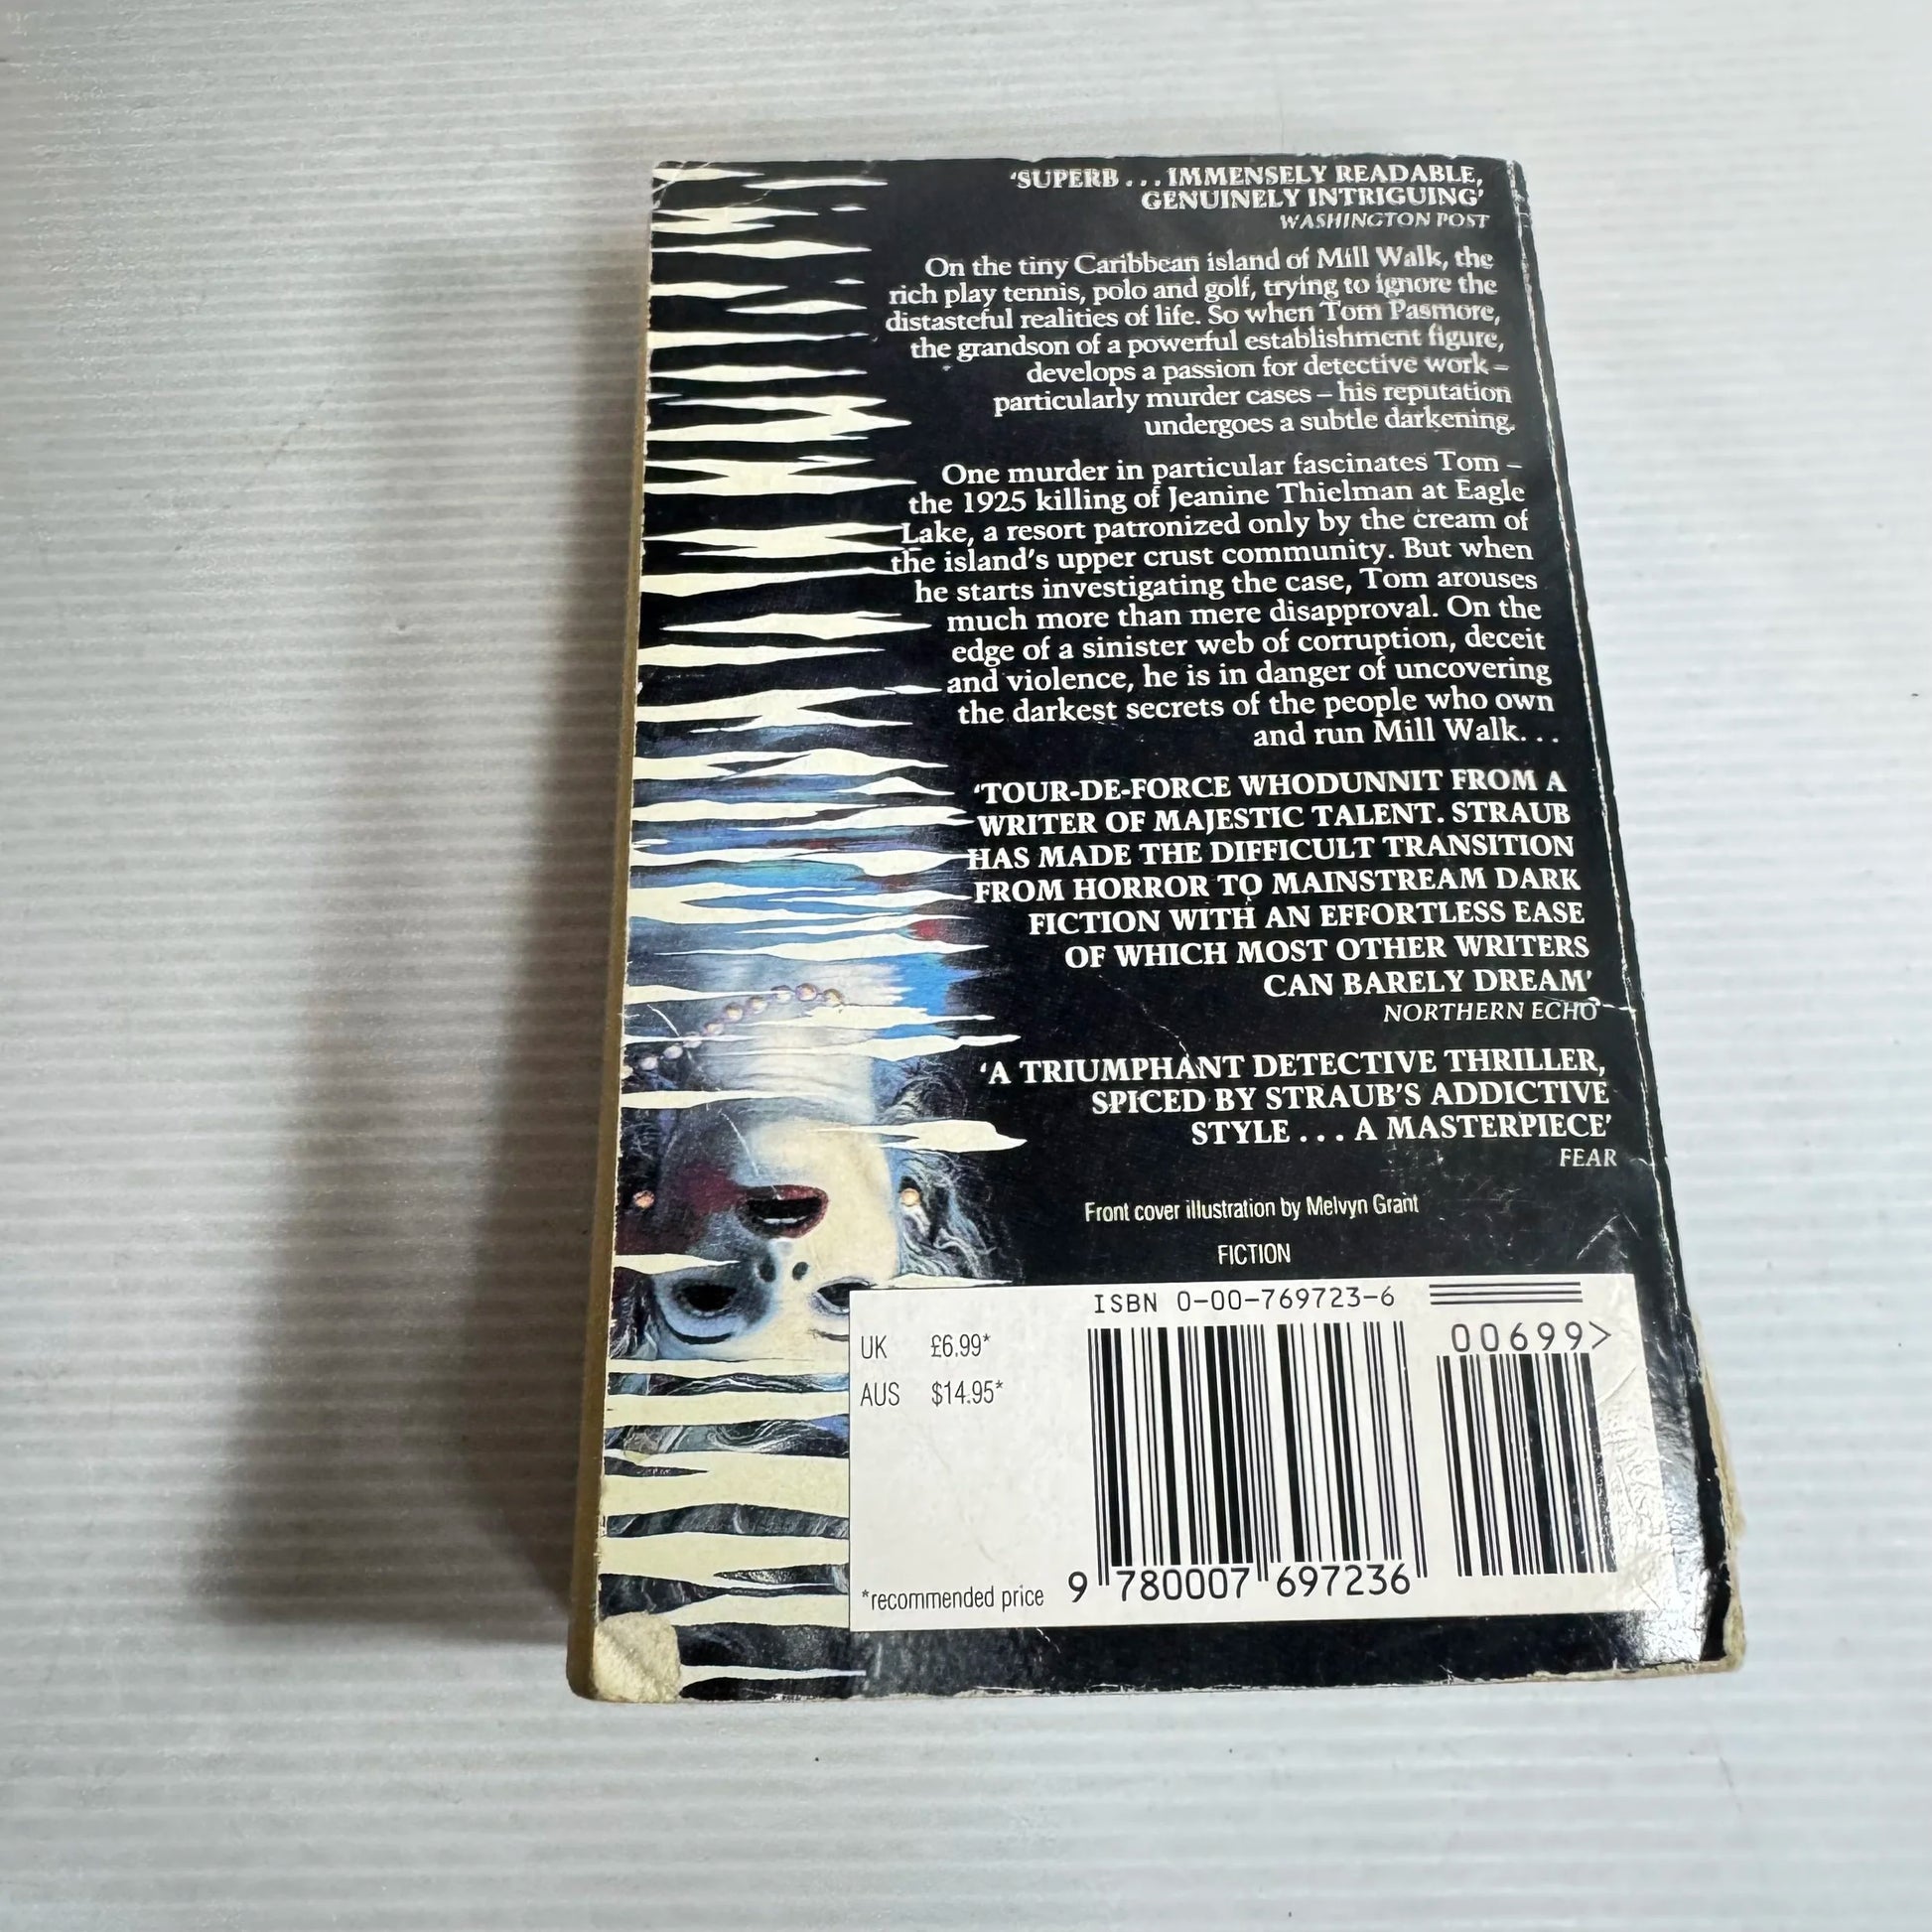 ‘SUPERB . . . IMMENSELY READABLE,
GENUINELY INTRIGUING’
WASHINGTON POST
On the tiny Caribbean island of Mill Walk, the
rich play tennis, polo and golf, trying to ignore the
distasteful realities of life. So when Tom Pasmore,
the grandson of a powerful establishment figure,
develops a passion for detective work –
particularly murder cases – his reputation
undergoes a subtle darkening.
One murder in particular fascinates Tom –
the 1925 killing of Jeanine Thielman at Eagle
Lake, a resort patronized only by the cream of
the island’s upper crust community. But when
he starts investigating the case, Tom arouses
much more than mere disapproval. On the
edge of a sinister web of corruption, deceit
and violence, he is in danger of uncovering
the darkest secrets of the people who own
and run Mill Walk. . .
‘TOUR-DE-FORCE WHODUNNIT FROM A
WRITER OF MAJESTIC TALENT. STRAUB
HAS MADE THE DIFFICULT TRANSITION
FROM HORROR TO MAINSTREAM DARK
FICTION WITH AN EFFORTLESS EASE
OF WHICH MOST OTHER WRITERS
CAN BARELY DREAM’
NORTHERN ECHO
‘A TRIUMPHANT DETECTIVE THRILLER,
SPICED BY STRAUB’S ADDICTIVE
STYLE . . . A MASTERPIECE’
FEAR
Front cover illustration by Melvyn Grant
FICTION
ISBN 0-00-769723-6
UK £6.99*
AUS $14.95*
00699>
*recommended price
9 780007 697236